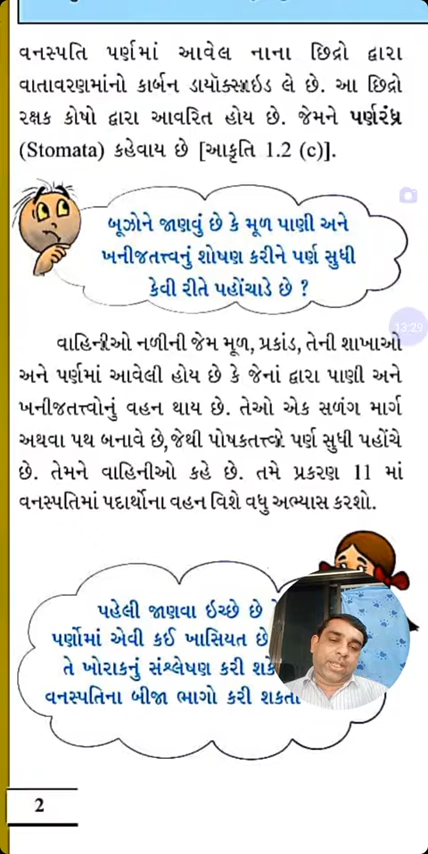 વનસ્પતિ પર્ણમાં આવેલ નાના છિદ્રો દ્વારા
વાતાવરણમાંનો કાર્બન ડાયૉક્સાઇડ લે છે. આ છિદ્રો
રક્ષક કોષો દ્વારા આવરિત હોય છે. જેમને પર્ણરંધ્ર
(Stomata) કહેવાય છે [આકૃતિ 1.2 (c)].
બૂઝોને જાણવું છે કે મૂળ પાણી અને
ખનીજતત્ત્વનું શોષણ કરીને પર્ણ સુધી
કેવી રીતે પહોંચાડે છે ?
13:29
વાહિનીઓ નળીની જેમ મૂળ, પ્રકાંડ, તેની શાખાઓ
અને પર્ણમાં આવેલી હોય છે કે જેનાં દ્વારા પાણી અને
ખનીજતત્ત્વોનું વહન થાય છે. તેઓ એક સળંગ માર્ગ
અથવા પથ બનાવે છે, જેથી પોષકતત્ત્વો પર્ણ સુધી પહોંચે
છે. તેમને વાહિનીઓ કહે છે. તમે પ્રકરણ 11 માં
વનસ્પતિમાં પદાર્થોના વહન વિશે વધુ અભ્યાસ કરશો.
પહેલી જાણવા ઇચ્છે છે
પર્ણોમાં એવી કઈ ખાસિયત છે
તે ખોરાકનું સંશ્લેષણ કરી શકે
વનસ્પતિના બીજા ભાગો કરી શકતા
2